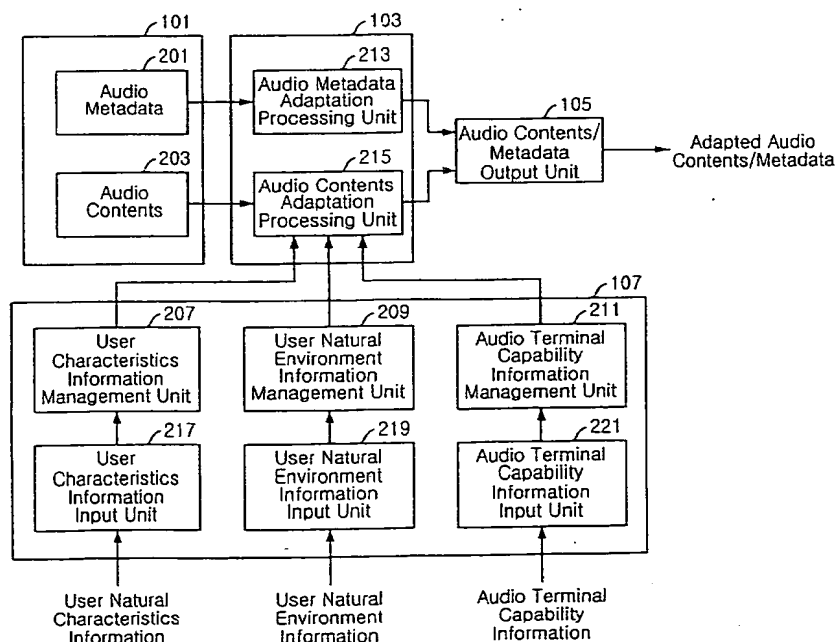 101
103
201
Audio
Metadata
213
Audio Metadata
Adaptation
Processing Unit
105
Audio Contents/
Metadata
Output Unit
Adapted Audio
Contents/Metadata
203
Audio
Contents
215
Audio Contents
Adaptation
Processing Unit
107
207
User
Characteristics
Information
Management Unit
209
User Natural
Environment
Information
Management Unit
211
Audio Terminal
Capability
Information
Management Unit
217
User
Characteristics
Information
Input Unit
219
User Natural
Environment
Information
Input Unit
221
Audio Terminal
Capability
Information
Input Unit
User Natural
Characteristics
Information
User Natural
Environment
Information
Audio Terminal
Capability
Information